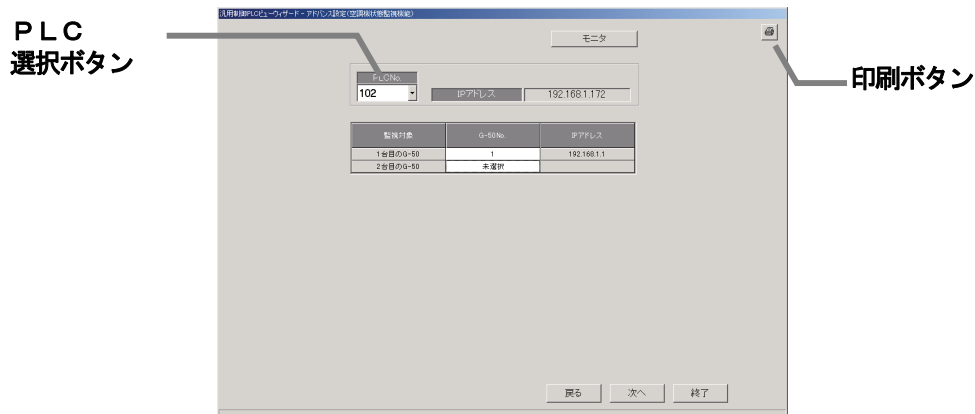 汎用制御PLCビューウィザード - アドバンス設定(空調機状態監視機能)
ＰＬＣ
選択ボタン
モニタ
印刷ボタン
PLCNo.
102
IPアドレス 192.168.1.172
監視対象 G-50No. IPアドレス
1台目のG-50 1 192.168.1.1
2台目のG-50 未選択
戻る 次へ 終了